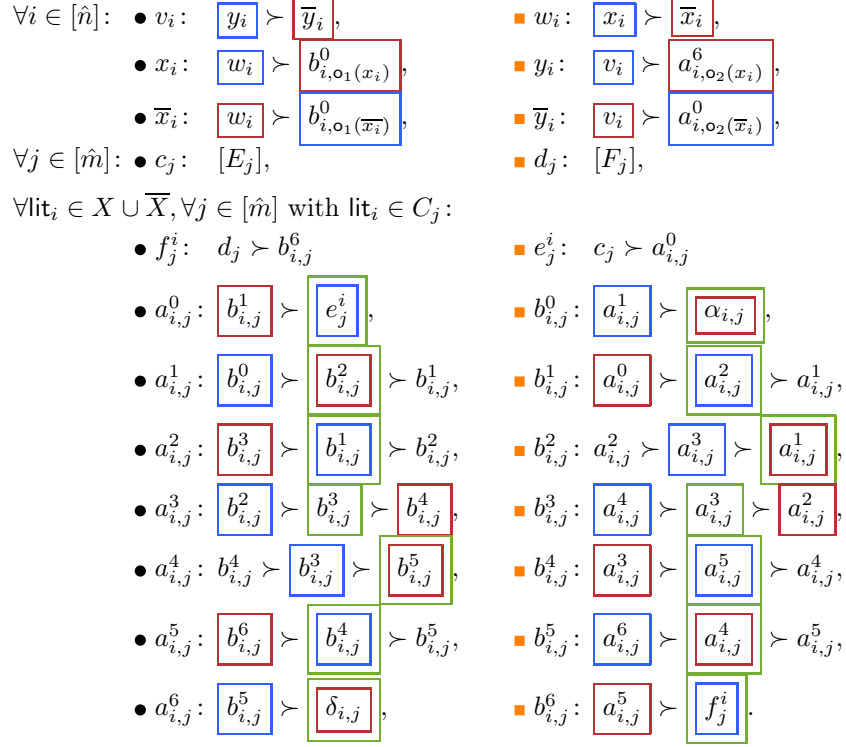 ∀i ∈ [n̂]: • v_i: y_i ≻ y̅_i, ■ w_i: x_i ≻ x̅_i,
• x_i: w_i ≻ b^0_{i,o_1(x_i)}, ■ y_i: v_i ≻ a^6_{i,o_2(x_i)},
• x̅_i: w_i ≻ b^0_{i,o_1(x̅_i)}, ■ y̅_i: v_i ≻ a^0_{i,o_2(x̅_i)},
∀j ∈ [m̂]: • c_j: [E_j], ■ d_j: [F_j],
∀lit_i ∈ X ∪ X̅, ∀j ∈ [m̂] with lit_i ∈ C_j:
• f^i_j: d_j ≻ b^6_{i,j} ■ e^i_j: c_j ≻ a^0_{i,j}
• a^0_{i,j}: b^1_{i,j} ≻ e^i_j, ■ b^0_{i,j}: a^1_{i,j} ≻ α_{i,j},
• a^1_{i,j}: b^0_{i,j} ≻ b^2_{i,j} ≻ b^1_{i,j}, ■ b^1_{i,j}: a^0_{i,j} ≻ a^2_{i,j} ≻ a^1_{i,j},
• a^2_{i,j}: b^3_{i,j} ≻ b^1_{i,j} ≻ b^2_{i,j}, ■ b^2_{i,j}: a^2_{i,j} ≻ a^3_{i,j} ≻ a^1_{i,j},
• a^3_{i,j}: b^2_{i,j} ≻ b^3_{i,j} ≻ b^4_{i,j}, ■ b^3_{i,j}: a^4_{i,j} ≻ a^3_{i,j} ≻ a^2_{i,j},
• a^4_{i,j}: b^4_{i,j} ≻ b^3_{i,j} ≻ b^5_{i,j}, ■ b^4_{i,j}: a^3_{i,j} ≻ a^5_{i,j} ≻ a^4_{i,j},
• a^5_{i,j}: b^6_{i,j} ≻ b^4_{i,j} ≻ b^5_{i,j}, ■ b^5_{i,j}: a^6_{i,j} ≻ a^4_{i,j} ≻ a^5_{i,j},
• a^6_{i,j}: b^5_{i,j} ≻ δ_{i,j}, ■ b^6_{i,j}: a^5_{i,j} ≻ f^i_j.